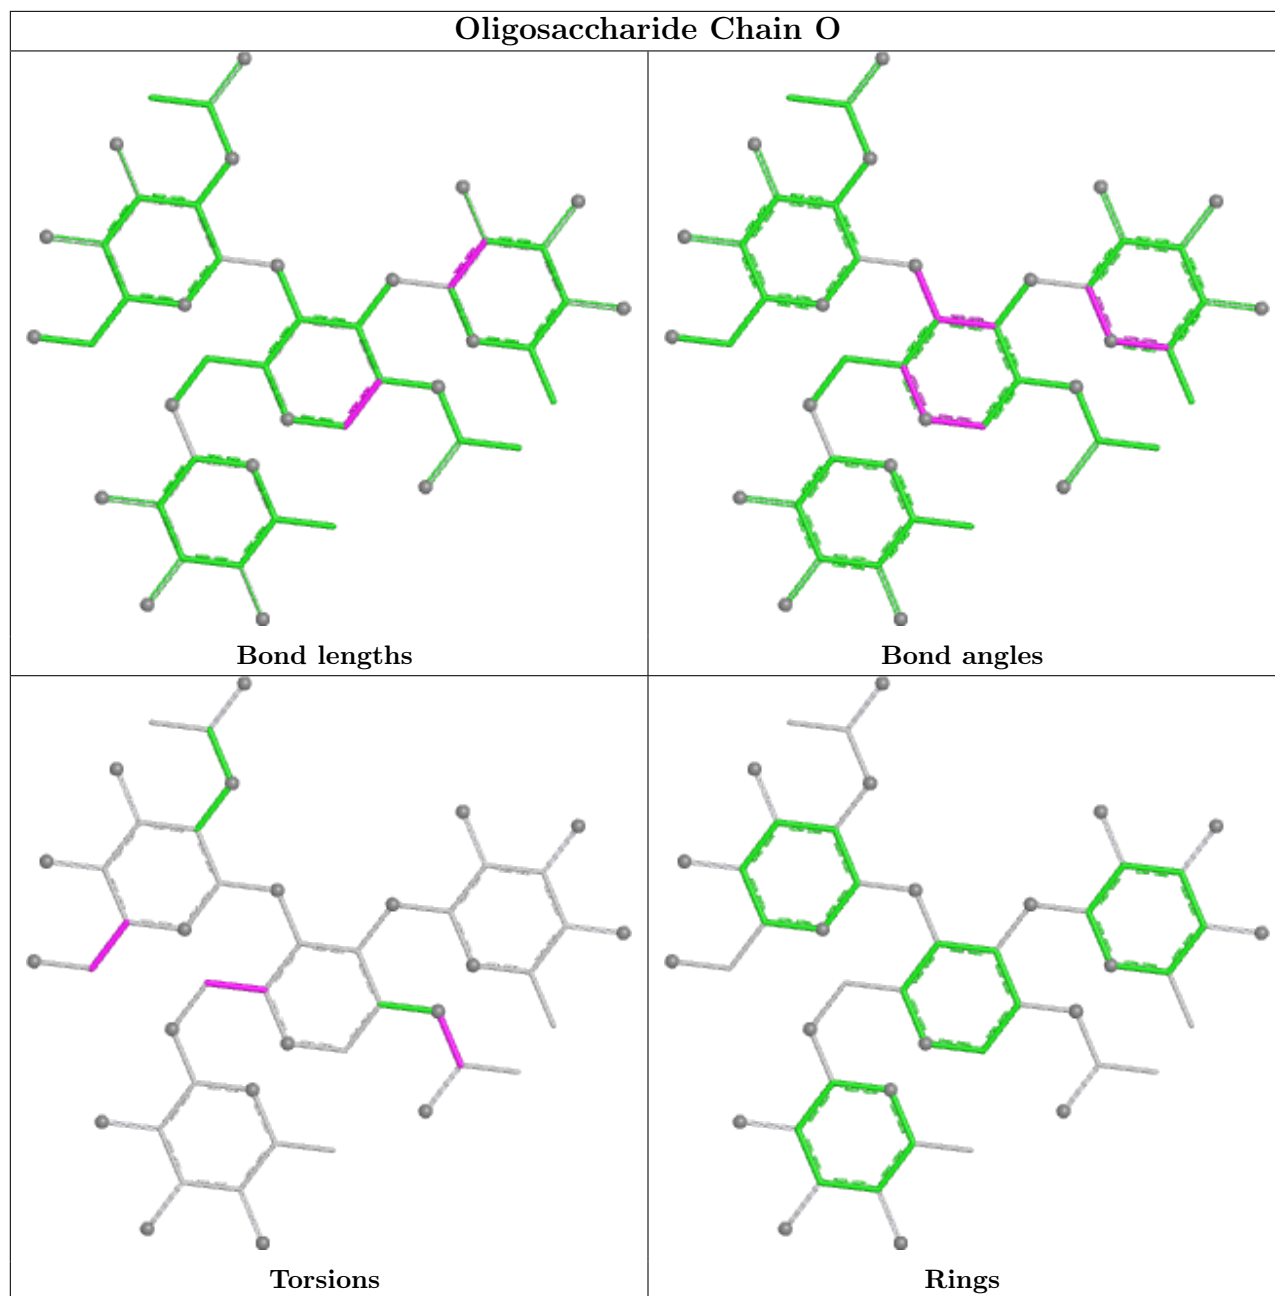 Oligosaccharide Chain O
Bond lengths
Bond angles
Torsions
Rings